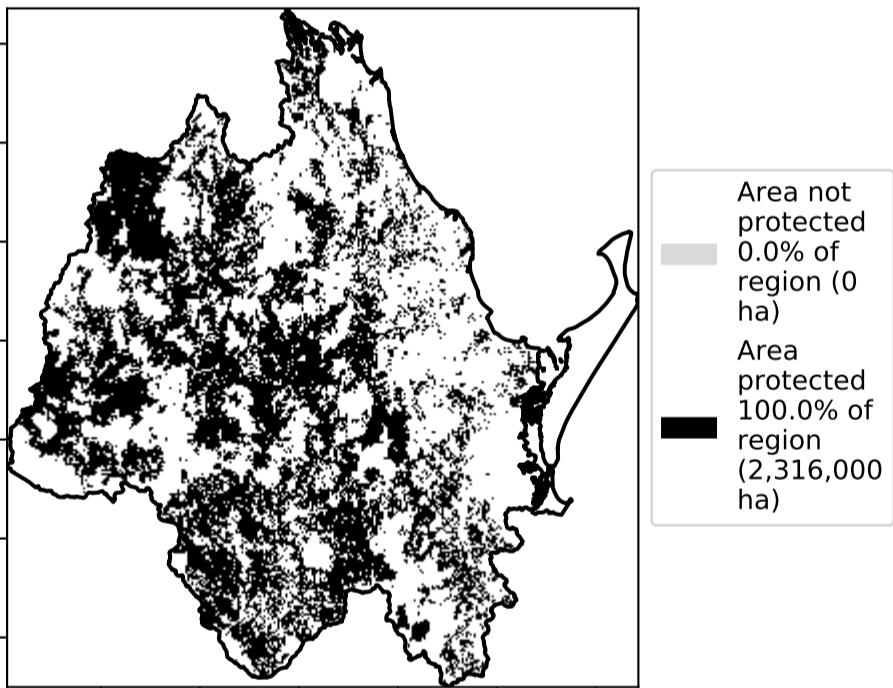 Area not
protected
0.0% of
region (0
ha)
Area
protected
100.0% of
region
(2,316,000
ha)